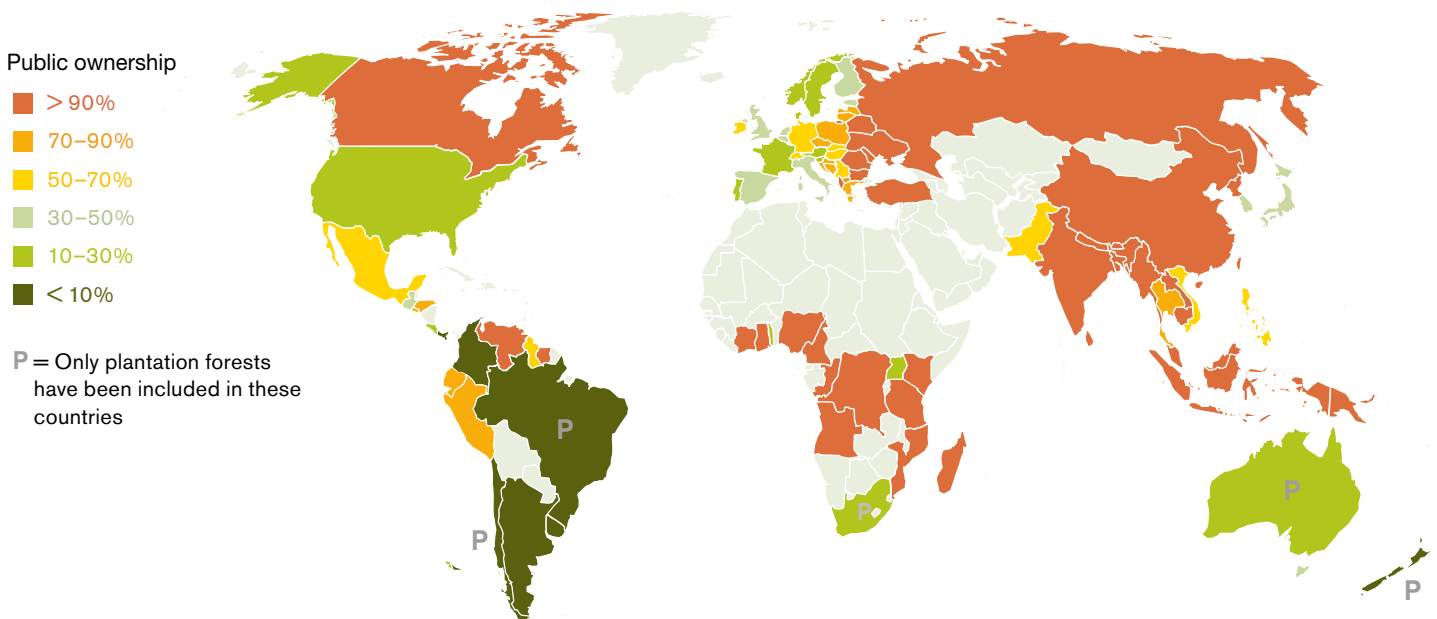 Public ownership
> 90%
70–90%
50–70%
30–50%
10–30%
< 10%
P = Only plantation forests
have been included in these
countries
P
P
P
P
P